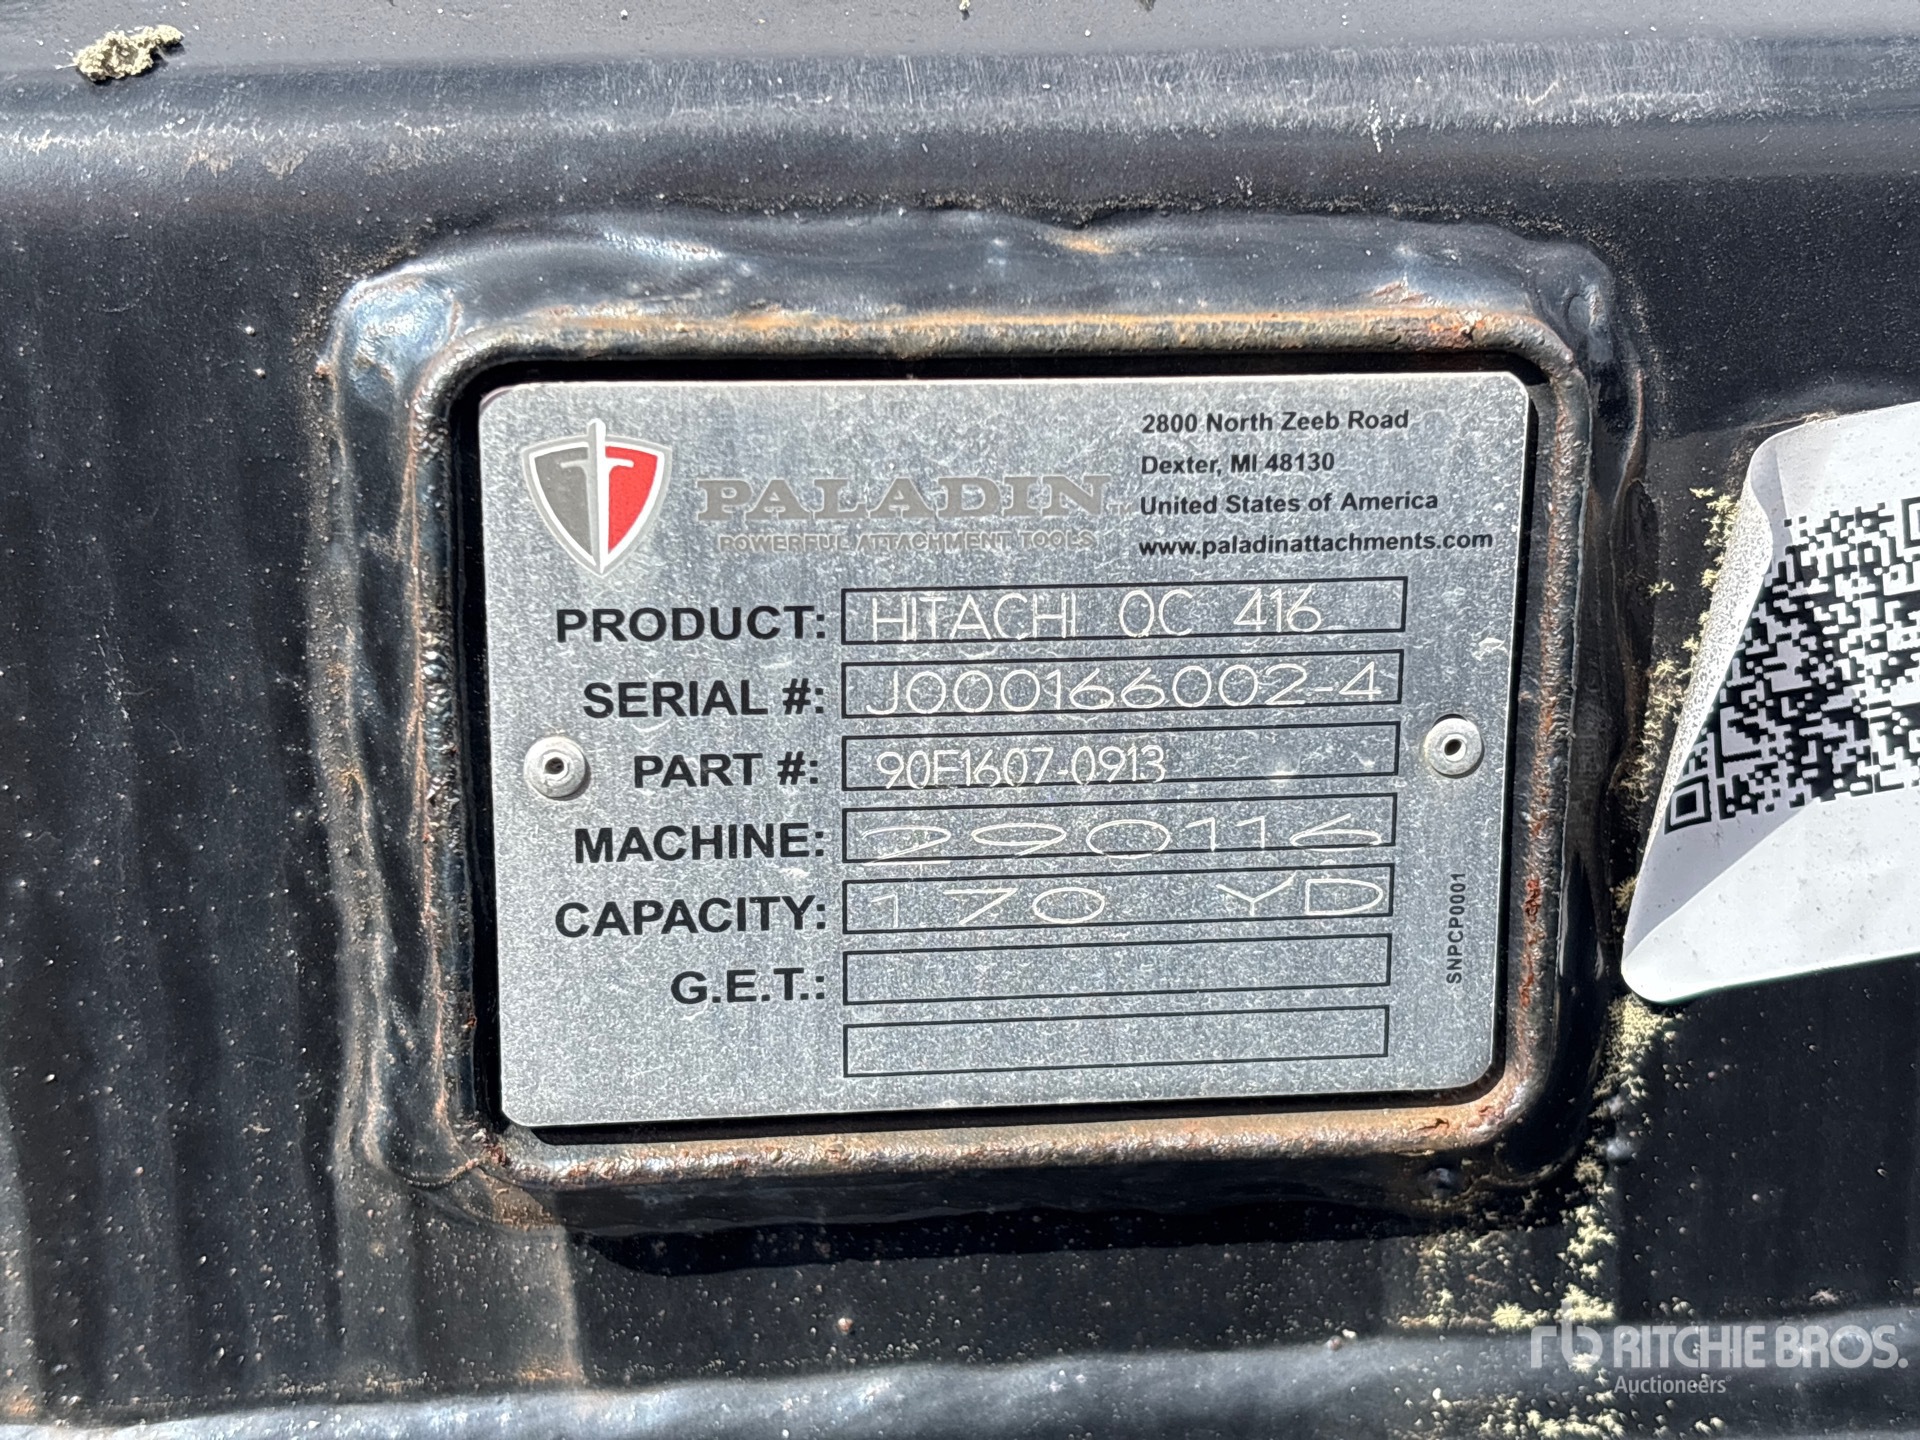 PALADIN
POWERFUL ATTACHMENT TOOLS
2800 North Zeeb Road
Dexter, MI 48130
United States of America
www.paladinattachments.com
PRODUCT: HITACHI QC 416
SERIAL #: J000166002-4
PART #: 90F1607-0913
MACHINE: 290116
CAPACITY: 170 YD
G.E.T.:
SNPCP0001
rb RITCHIE BROS.
Auctioneers